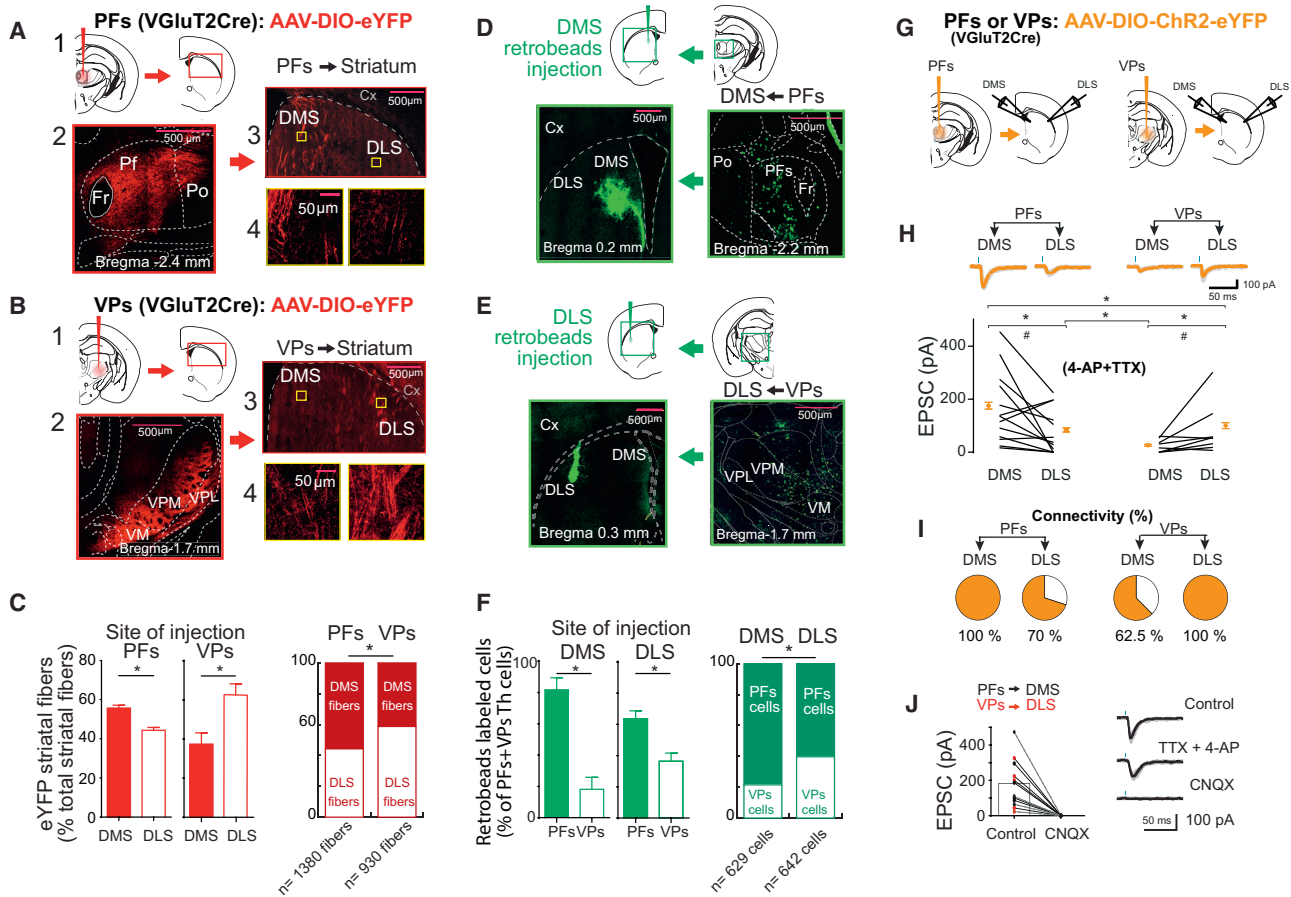 A
PFs (VGluT2Cre): AAV-DIO-eYFP
1
PFs → Striatum
500µm
Cx
DMS
DLS
3
2
500 µm
Pf
Fr
Po
Bregma -2.4 mm
4
50µm
B
VPs (VGluT2Cre): AAV-DIO-eYFP
1
VPs → Striatum
500µm
DMS
Cx
DLS
3
2
500µm
VPM
VPL
VM
Bregma-1.7 mm
4
50µm
C
Site of injection
PFs
VPs
*
*
eYFP striatal fibers
(% total striatal fibers)
80
60
40
20
0
DMS
DLS
DMS
DLS
PFs
VPs
*
100
60
0
DMS fibers
DMS fibers
DLS fibers
DLS fibers
n= 1380 fibers
n= 930 fibers
D
DMS
retrobeads
injection
DMS ← PFs
Cx
DMS
DLS
Bregma 0.2 mm
500µm
Po
PFs
Fr
Bregma -2.2 mm
E
DLS
retrobeads
injection
DLS ← VPs
Cx
DMS
DLS
Bregma 0.3 mm
500µm
VPL
VPM
VM
Bregma-1.7 mm
F
Site of injection
DMS
DLS
*
*
Retrobeads labeled cells
(% of PFs+VPs Th cells)
100
80
60
40
20
0
PFs
VPs
PFs
VPs
DMS
DLS
*
100
60
0
PFs cells
PFs cells
VPs cells
VPs cells
n= 629 cells
n= 642 cells
G
PFs or VPs: AAV-DIO-ChR2-eYFP
(VGluT2Cre)
PFs
DMS
DLS
VPs
DMS
DLS
H
PFs
VPs
DMS
DLS
DMS
DLS
100 pA
50 ms
*
*
*
*
#
#
(4-AP+TTX)
EPSC (pA)
400
200
0
DMS
DLS
DMS
DLS
I
Connectivity (%)
PFs
VPs
DMS
DLS
DMS
DLS
100 %
70 %
62.5 %
100 %
J
PFs → DMS
VPs → DLS
EPSC (pA)
400
200
0
Control
CNQX
Control
TTX + 4-AP
CNQX
50 ms
100 pA